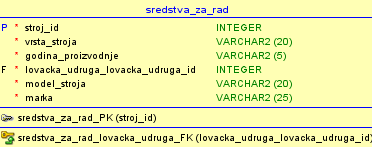 sredstva_za_rad
P * stroj_id INTEGER
* vrsta_stroja VARCHAR2 (20)
* godina_proizvodnje VARCHAR2 (5)
F * lovacka_udruga_lovacka_udruga_id INTEGER
* model_stroja VARCHAR2 (20)
* marka VARCHAR2 (25)
sredstva_za_rad_PK (stroj_id)
sredstva_za_rad_lovacka_udruga_FK (lovacka_udruga_lovacka_udruga_id)